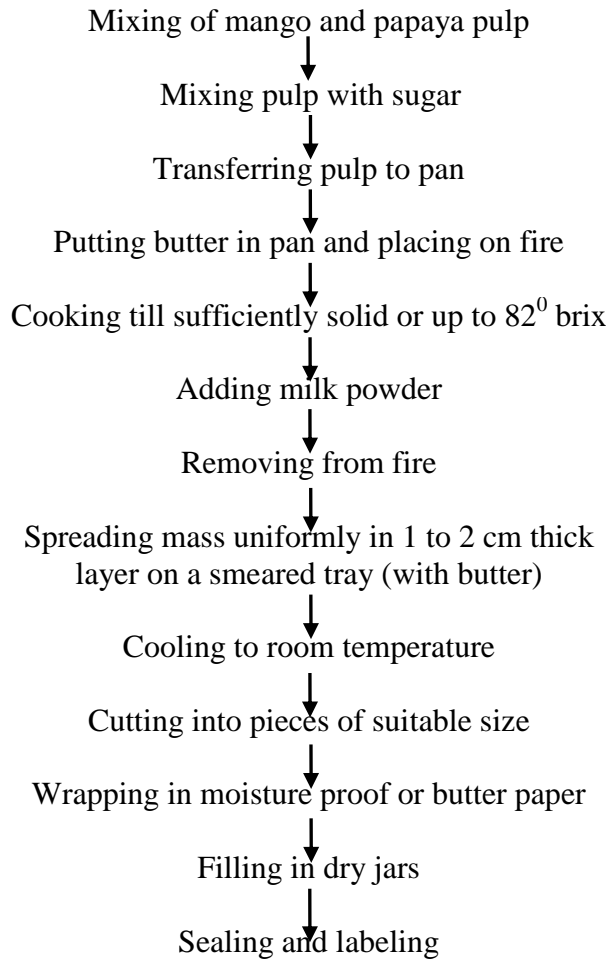 Mixing of mango and papaya pulp
Mixing pulp with sugar
Transferring pulp to pan
Putting butter in pan and placing on fire
Cooking till sufficiently solid or up to 82⁰ brix
Adding milk powder
Removing from fire
Spreading mass uniformly in 1 to 2 cm thick
layer on a smeared tray (with butter)
Cooling to room temperature
Cutting into pieces of suitable size
Wrapping in moisture proof or butter paper
Filling in dry jars
Sealing and labeling